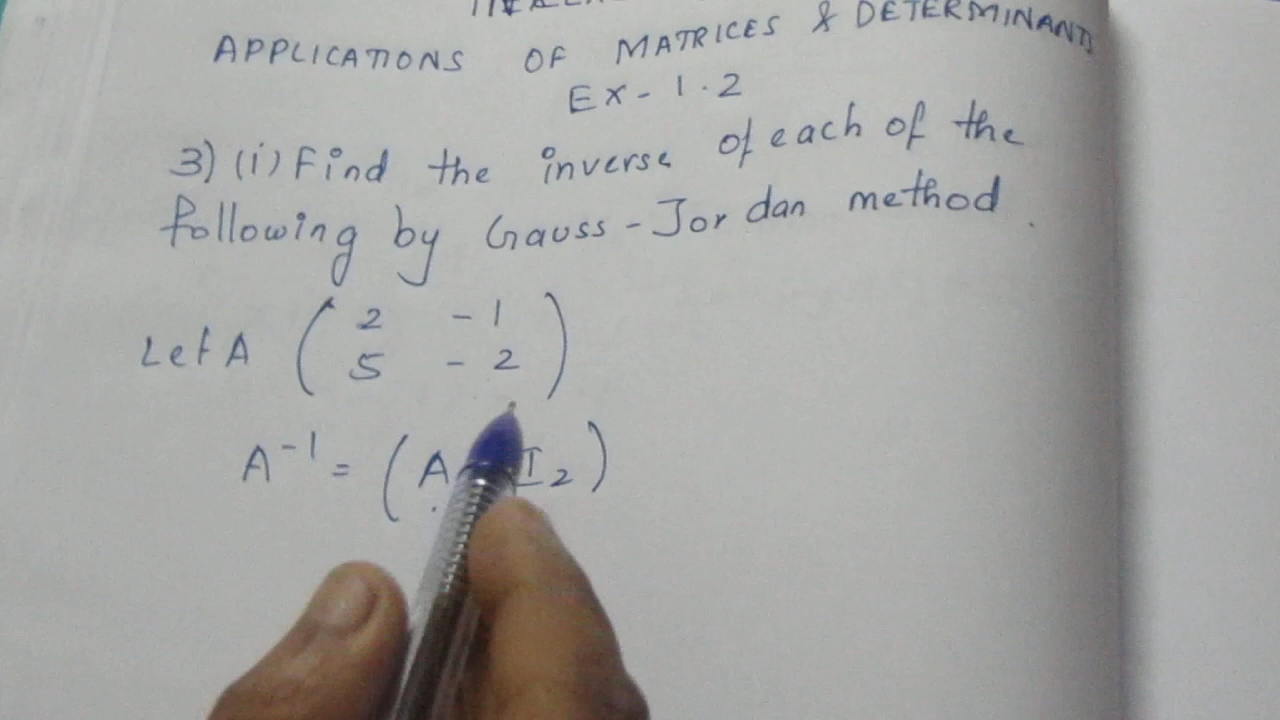 APPLICATIONS OF MATRICES & DETERMINANTS
EX - 1.2
3) (i) Find the inverse of each of the
following by Gauss - Jordan method.
Let A ( 2 -1
5 -2 )
A⁻¹ = ( A I₂ )